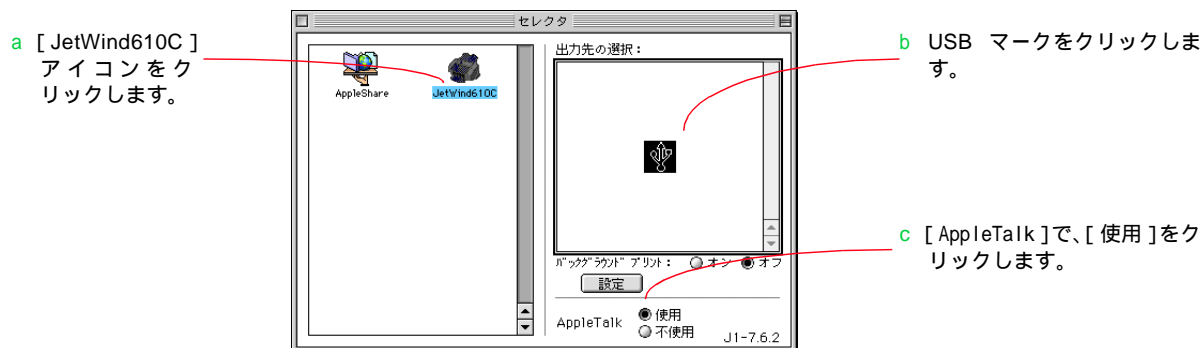 a [ JetWind610C ]
アイコンをク
リックします。
セレクタ
AppleShare
JetWind610C
出力先の選択：
バックグラウンド プリント： オン オフ
設定
AppleTalk 使用
不使用
J1-7.6.2
b USB マークをクリックしま
す。
c [ AppleTalk ]で、[ 使用 ]をク
リックします。